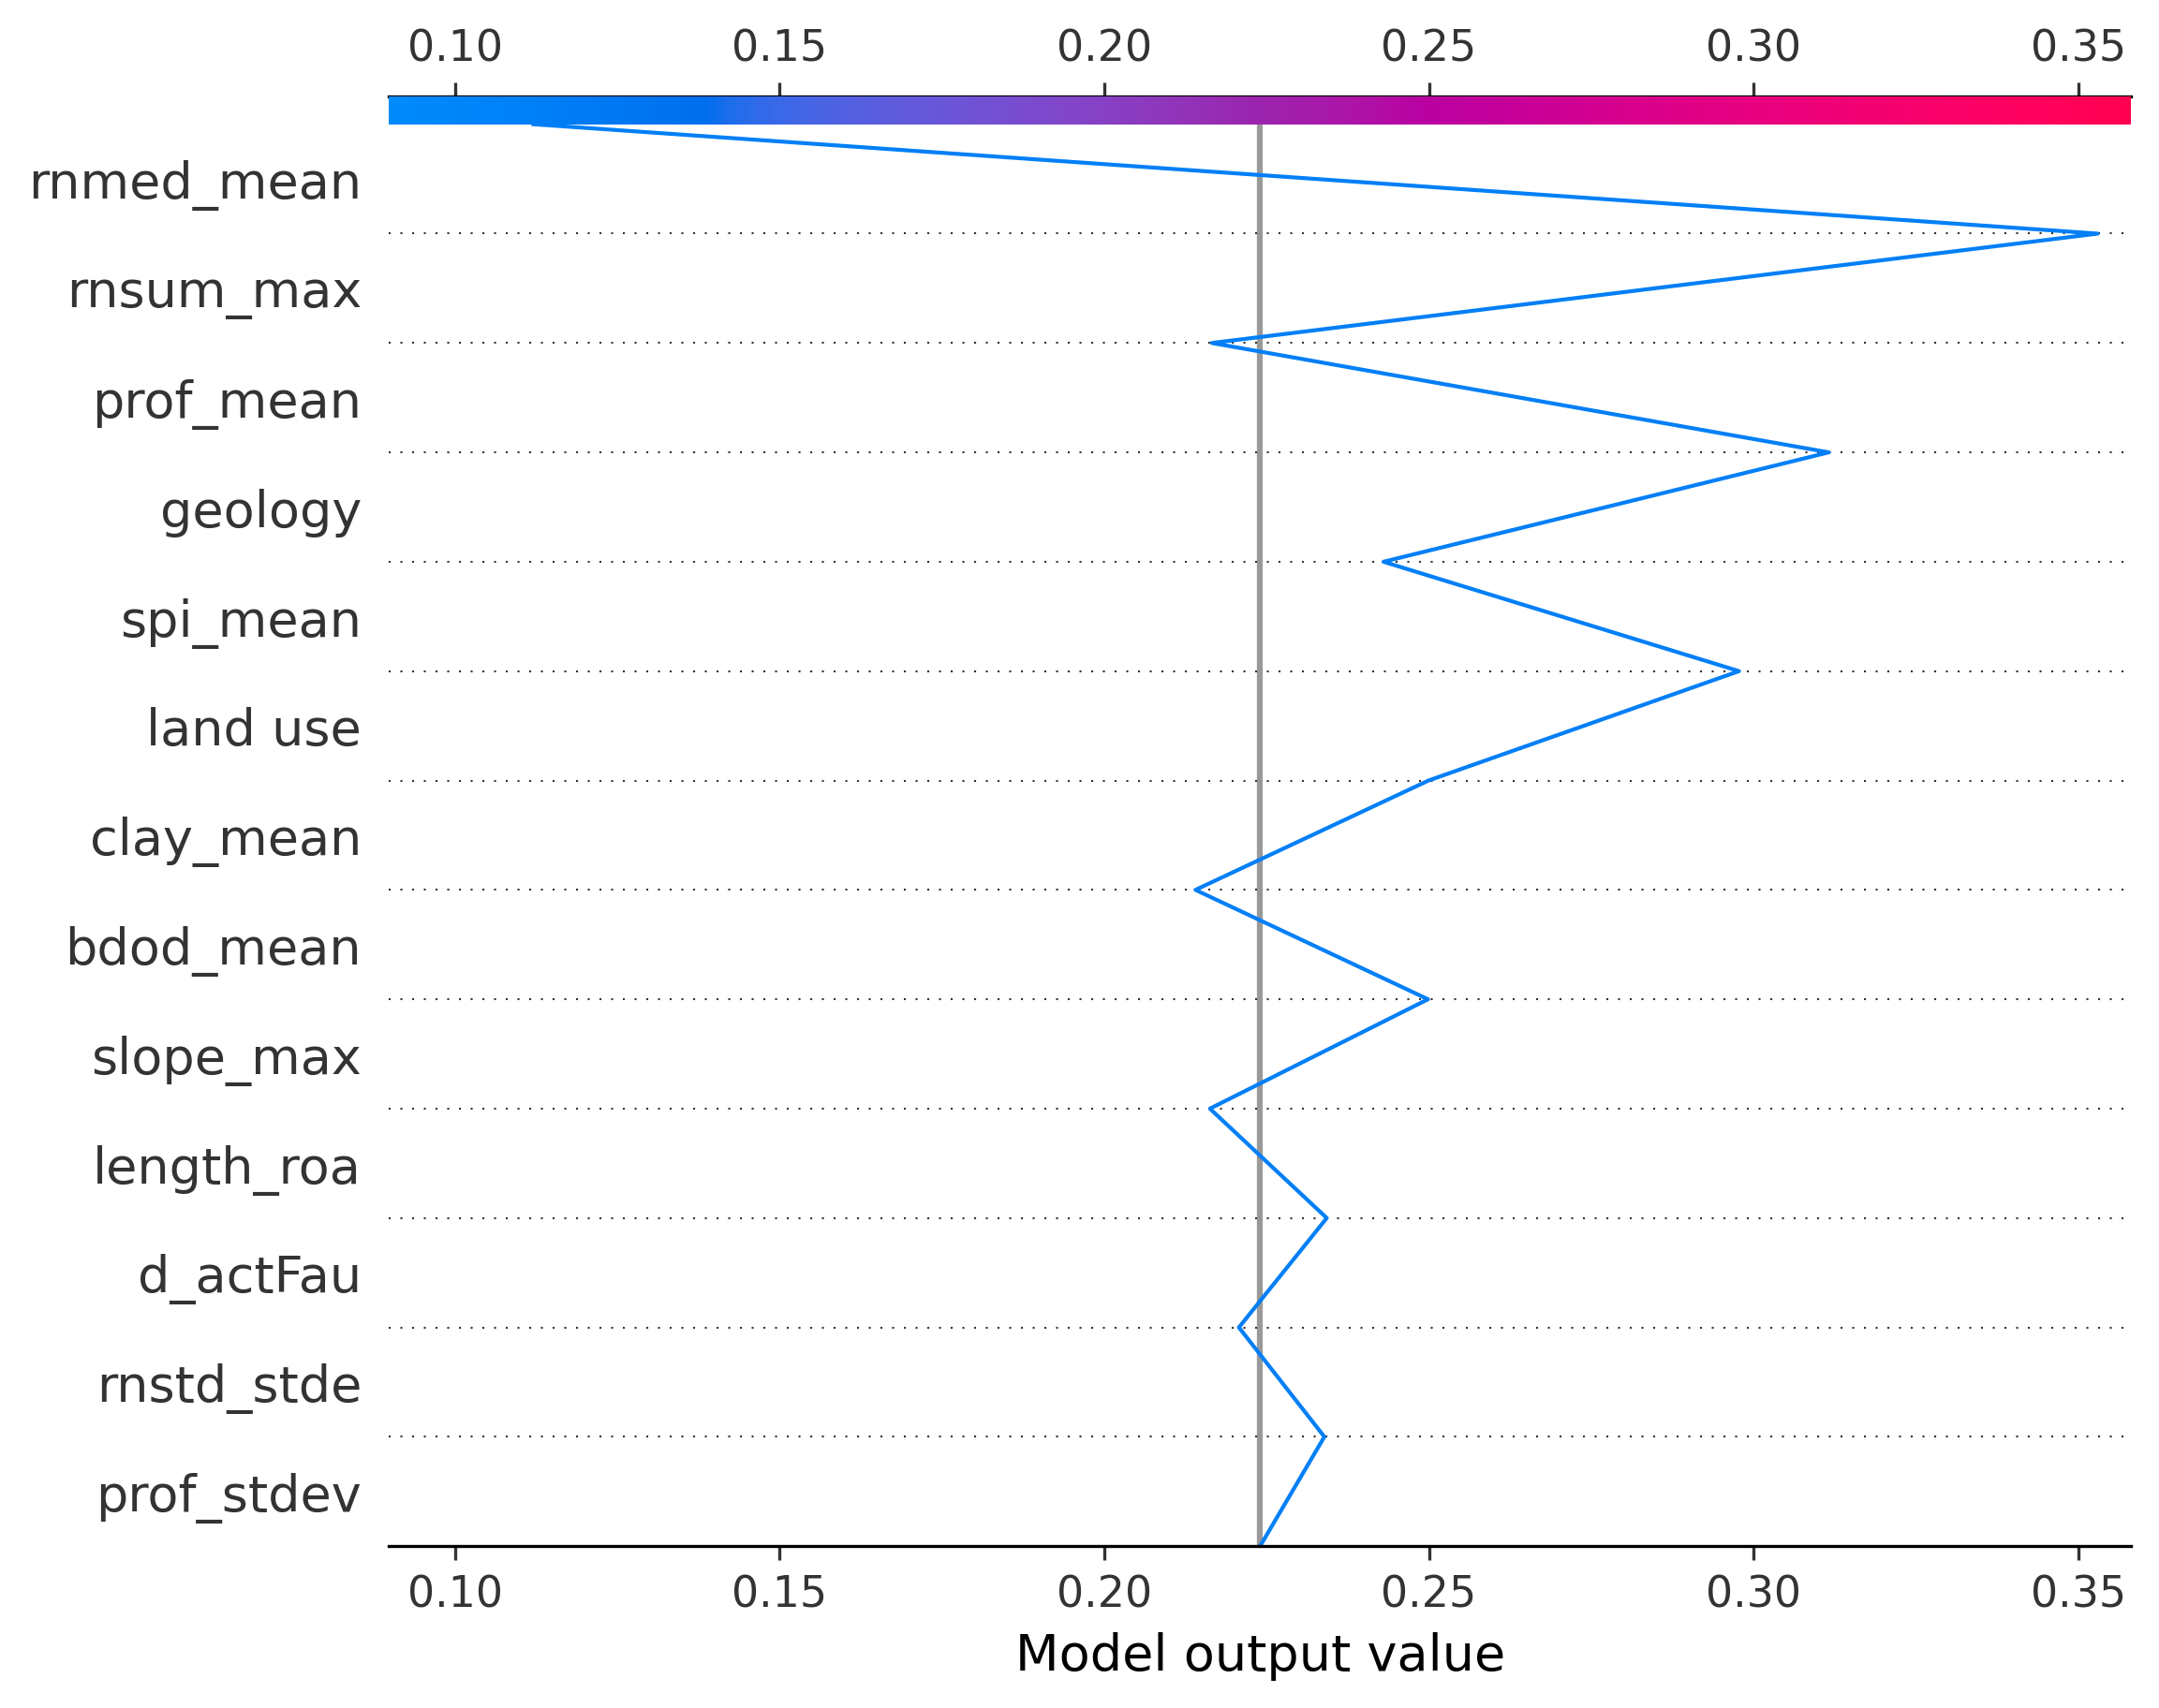 0.10 0.15 0.20 0.25 0.30 0.35
rnmed_mean
rnsum_max
prof_mean
geology
spi_mean
land use
clay_mean
bdod_mean
slope_max
length_roa
d_actFau
rnstd_stde
prof_stdev
0.10 0.15 0.20 0.25 0.30 0.35
Model output value